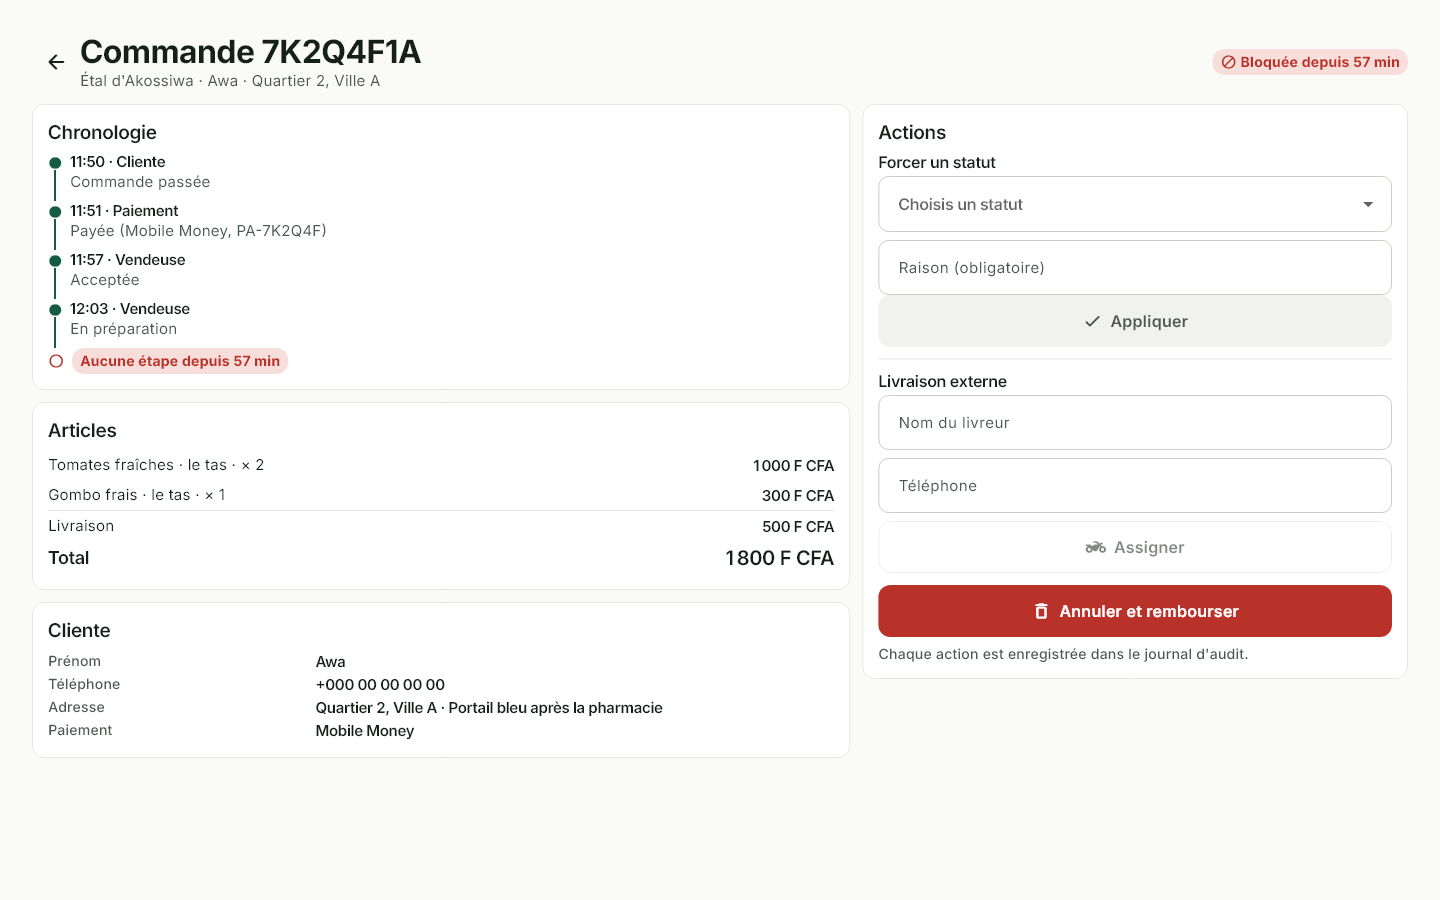 Commande 7K2Q4F1A
Étal d'Akossiwa · Awa · Quartier 2, Ville A
Bloquée depuis 57 min
Chronologie
11:50 · Cliente
Commande passée
11:51 · Paiement
Payée (Mobile Money, PA-7K2Q4F)
11:57 · Vendeuse
Acceptée
12:03 · Vendeuse
En préparation
Aucune étape depuis 57 min
Articles
Tomates fraîches · le tas · × 2 1 000 F CFA
Gombo frais · le tas · × 1 300 F CFA
Livraison 500 F CFA
Total 1 800 F CFA
Cliente
Prénom Awa
Téléphone +000 00 00 00 00
Adresse Quartier 2, Ville A · Portail bleu après la pharmacie
Paiement Mobile Money
Actions
Forcer un statut
Choisis un statut
Raison (obligatoire)
Appliquer
Livraison externe
Nom du livreur
Téléphone
Assigner
Annuler et rembourser
Chaque action est enregistrée dans le journal d'audit.